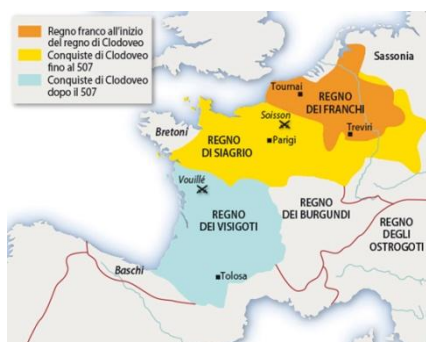 Regno franco all'inizio
del regno di Clodoveo
Conquiste di Clodoveo
fino al 507
Conquiste di Clodoveo
dopo il 507
Sassonia
Tournai
REGNO
DEI FRANCHI
Soisson
Bretoni
REGNO
DI SIAGRIO
Parigi
Treviri
Vouillé
REGNO
DEI VISIGOTI
REGNO
DEI BURGUNDI
REGNO
DEGLI
OSTROGOTI
Baschi
Tolosa